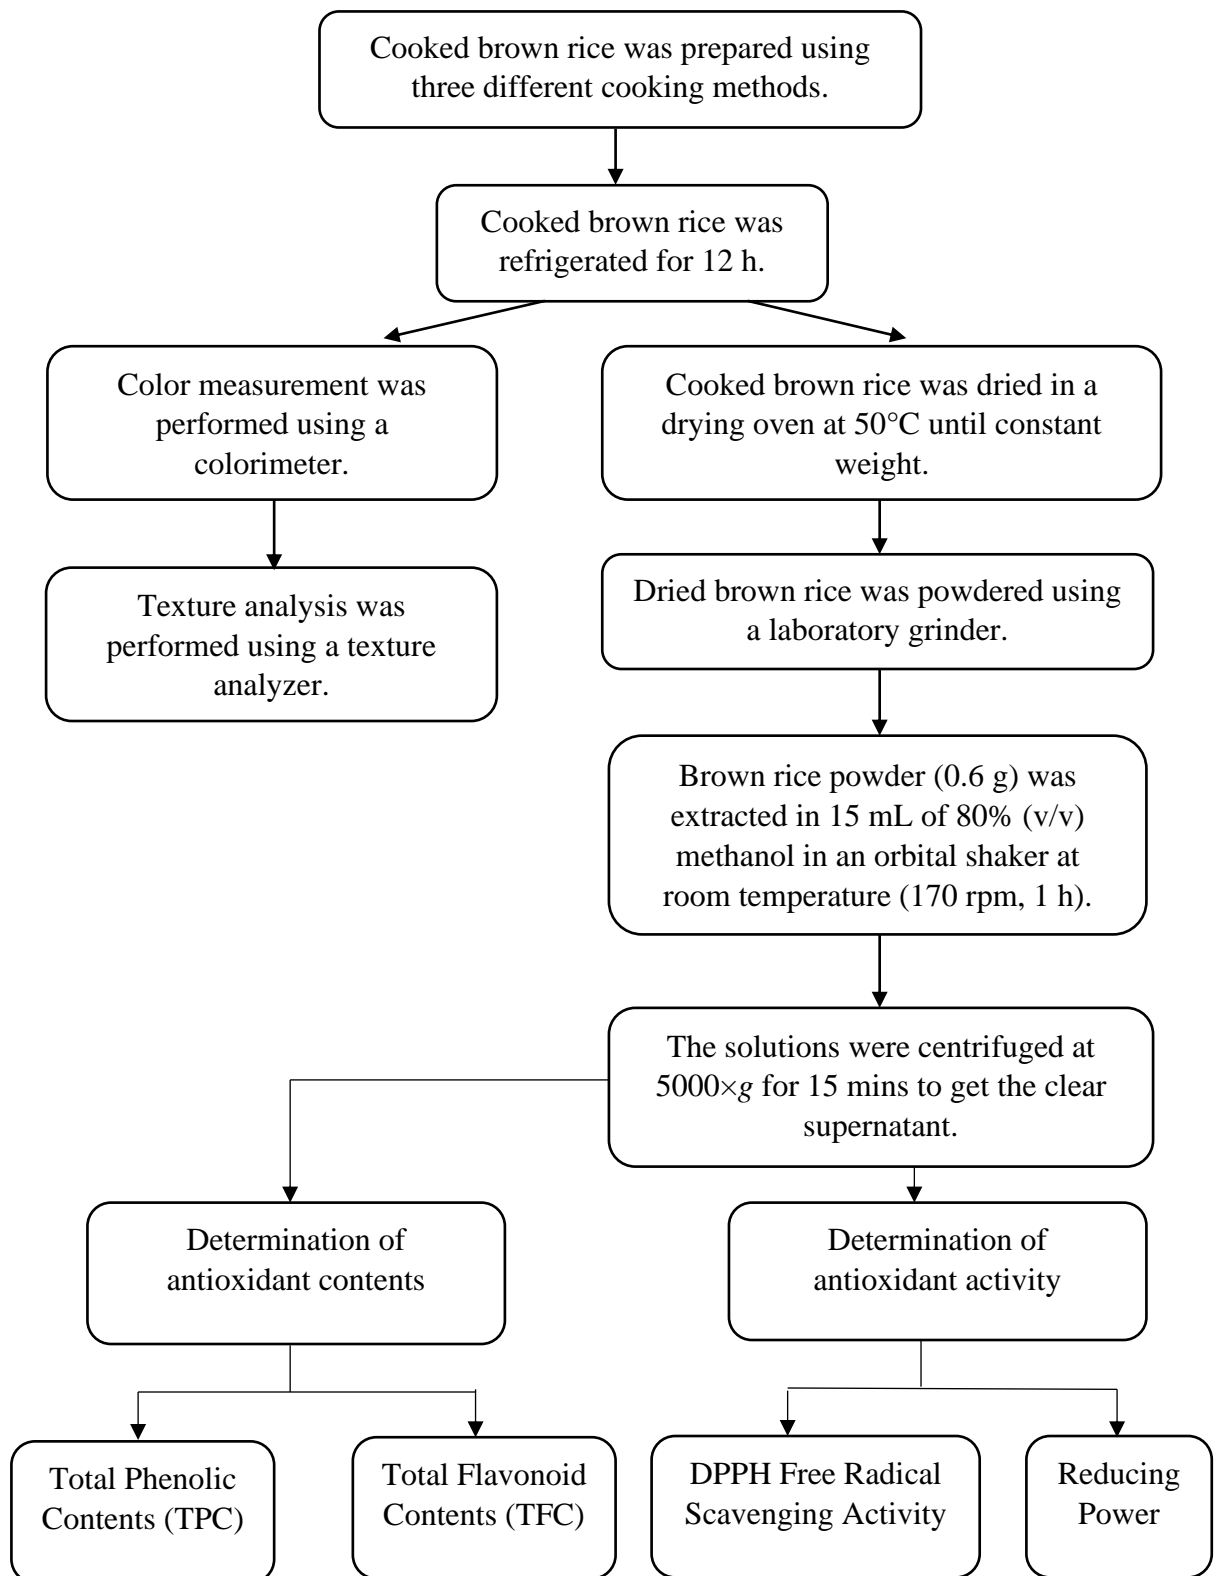 Cooked brown rice was prepared using
three different cooking methods.
Cooked brown rice was
refrigerated for 12 h.
Color measurement was
performed using a
colorimeter.
Cooked brown rice was dried in a
drying oven at 50°C until constant
weight.
Texture analysis was
performed using a texture
analyzer.
Dried brown rice was powdered using
a laboratory grinder.
Brown rice powder (0.6 g) was
extracted in 15 mL of 80% (v/v)
methanol in an orbital shaker at
room temperature (170 rpm, 1 h).
The solutions were centrifuged at
5000×g for 15 mins to get the clear
supernatant.
Determination of
antioxidant contents
Determination of
antioxidant activity
Total Phenolic
Contents (TPC)
Total Flavonoid
Contents (TFC)
DPPH Free Radical
Scavenging Activity
Reducing
Power